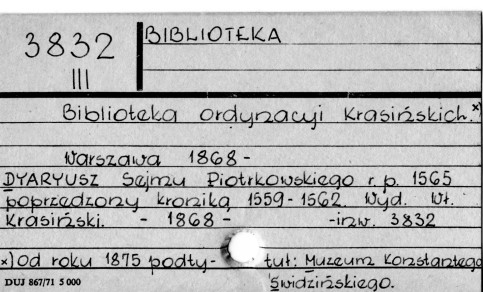 3832
III
BIBLIOTEKA
Biblioteka ordynacyi Krasińskich.x)
Warszawa 1868 -
DYARYUSZ Sejmu Piotrkowskiego r.p. 1565
poprzedzony kroniką 1559-1562. Wyd. Wł.
Krasiński. - 1868 - -inw. 3832
x) Od roku 1875 podty- tuł: Muzeum Konstantego
Świdzińskiego.
DUJ 867/71 5 000